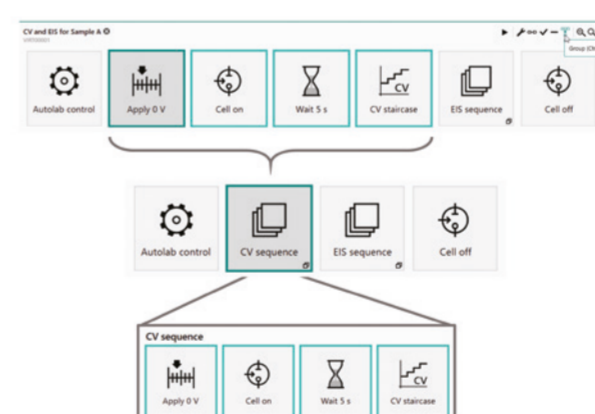 CV and EIS for Sample A
Group (Ct
Autolab control
Apply 0 V
Cell on
Wait 5 s
CV staircase
EIS sequence
Cell off
Autolab control
CV sequence
EIS sequence
Cell off
CV sequence
Apply 0 V
Cell on
Wait 5 s
CV staircase